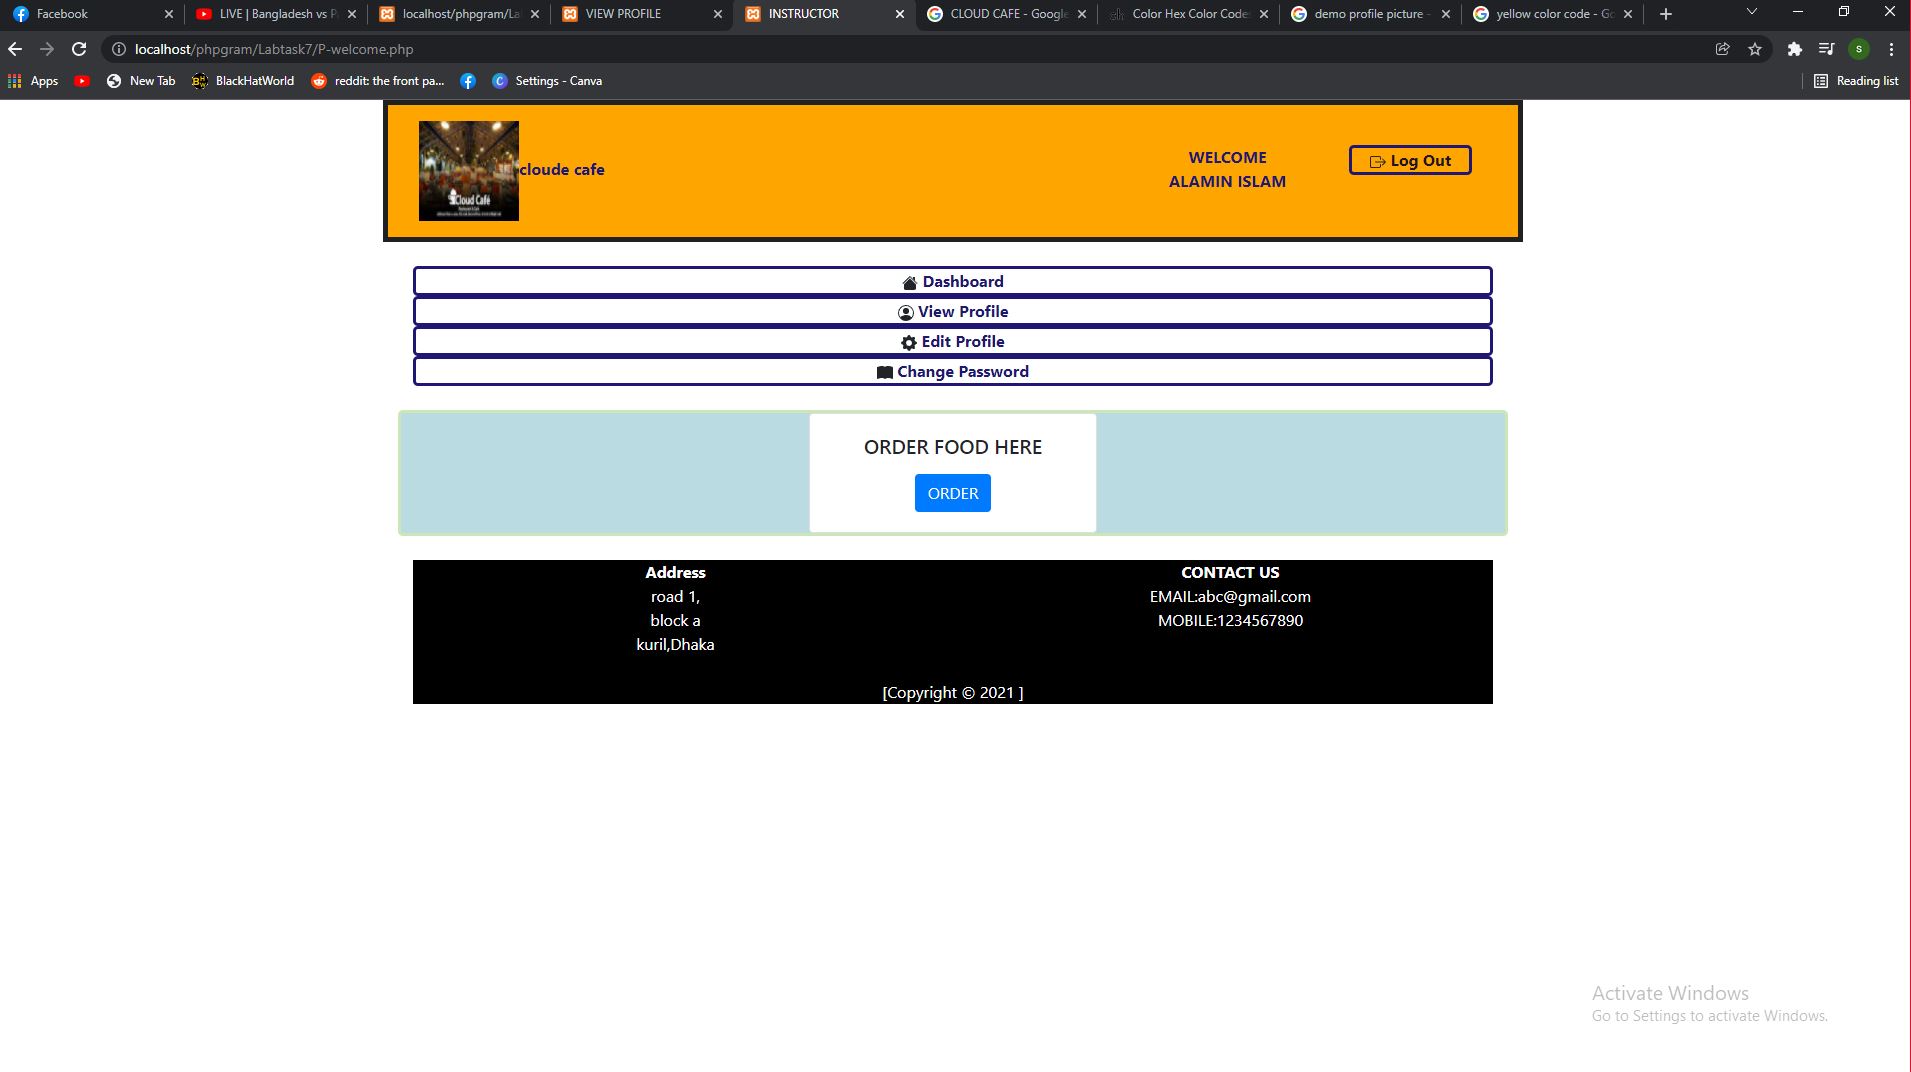 Facebook
LIVE | Bangladesh vs P
localhost/phpgram/La
VIEW PROFILE
INSTRUCTOR
CLOUD CAFE - Google
Color Hex Color Code
demo profile picture -
yellow color code - Go
localhost/phpgram/Labtask7/P-welcome.php
S
Apps
New Tab
BlackHatWorld
reddit: the front pa...
Settings - Canva
Reading list
Cloud Café
cloude cafe
WELCOME
ALAMIN ISLAM
Log Out
Dashboard
View Profile
Edit Profile
Change Password
ORDER FOOD HERE
ORDER
Address
road 1,
block a
kuril,Dhaka
CONTACT US
EMAIL:abc@gmail.com
MOBILE:1234567890
[Copyright © 2021 ]
Activate Windows
Go to Settings to activate Windows.